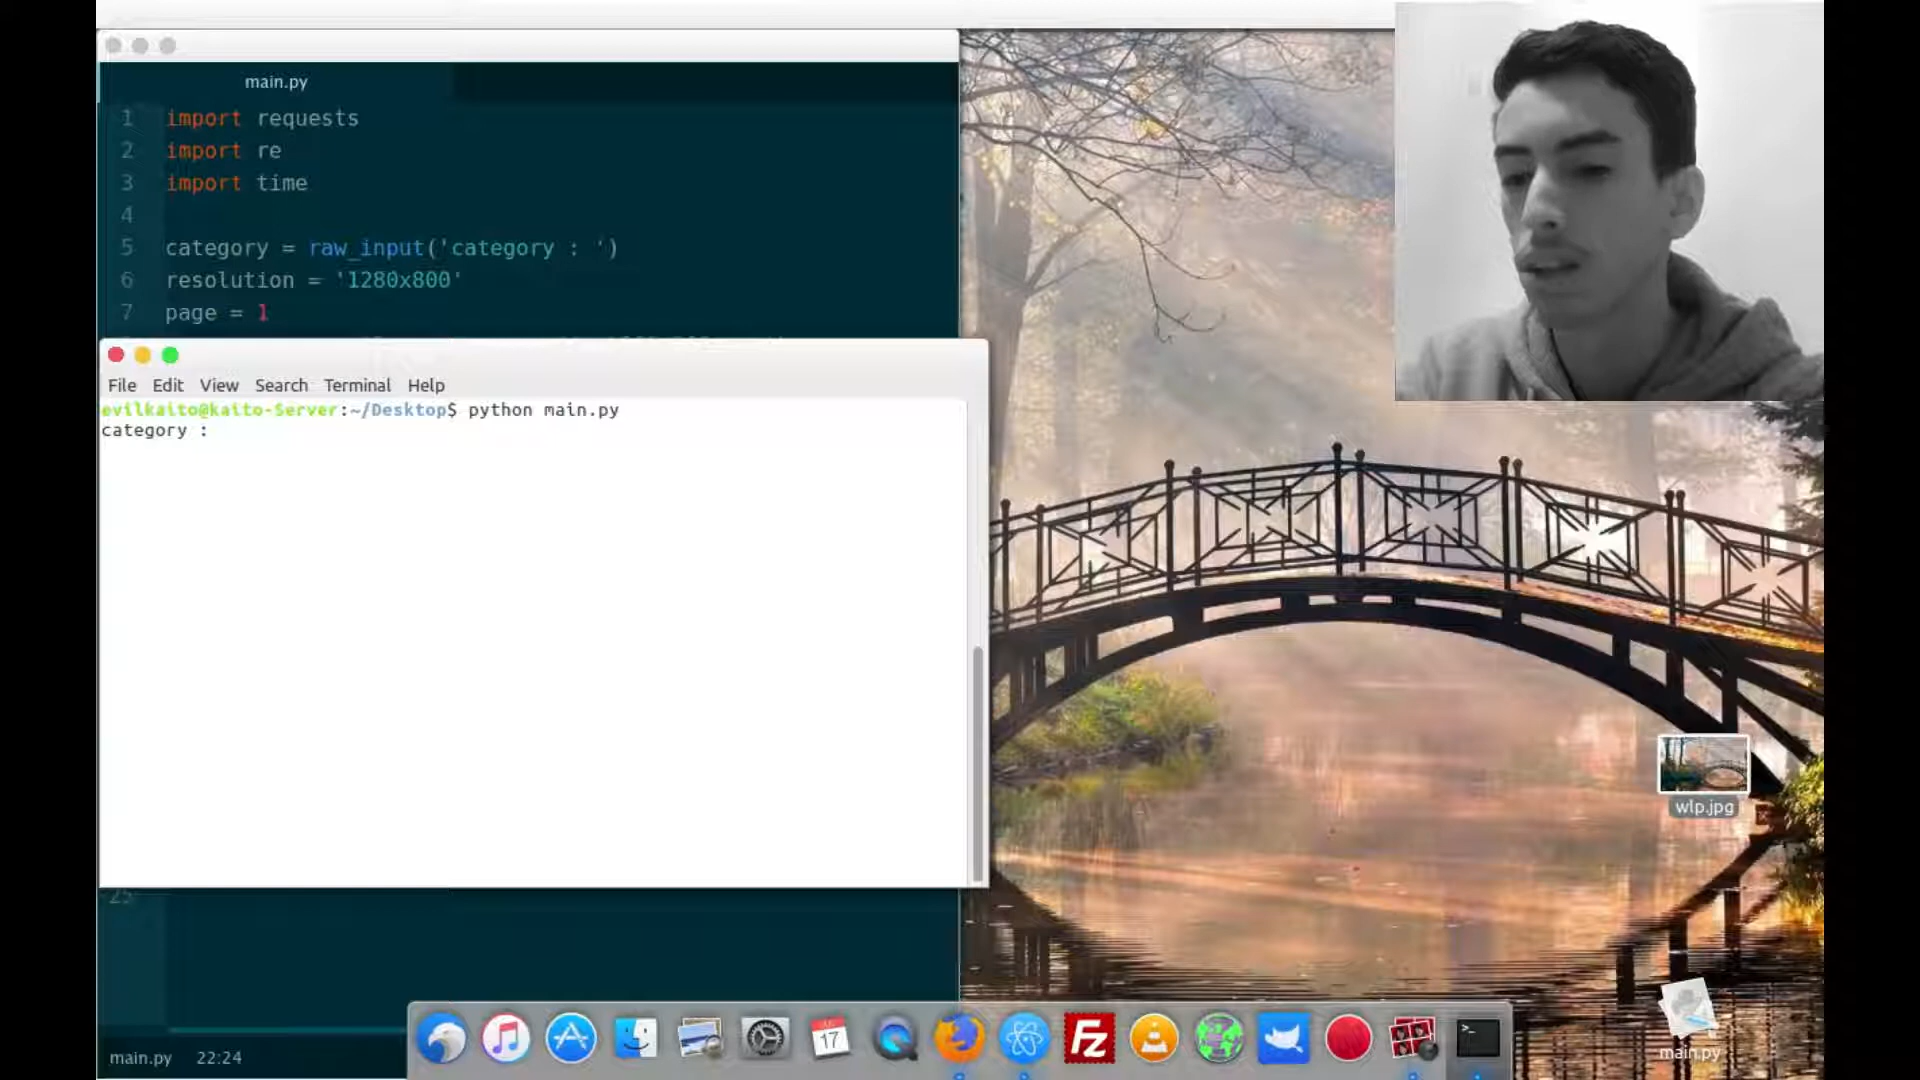 main.py
1 import requests
2 import re
3 import time
4
5 category = raw_input('category : ')
6 resolution = '1280x800'
7 page = 1
File Edit View Search Terminal Help
evilkaito@kaito-Server:~/Desktop$ python main.py
category :
wlp.jpg
25
17
FZ
>_
main.py
main.py 22:24